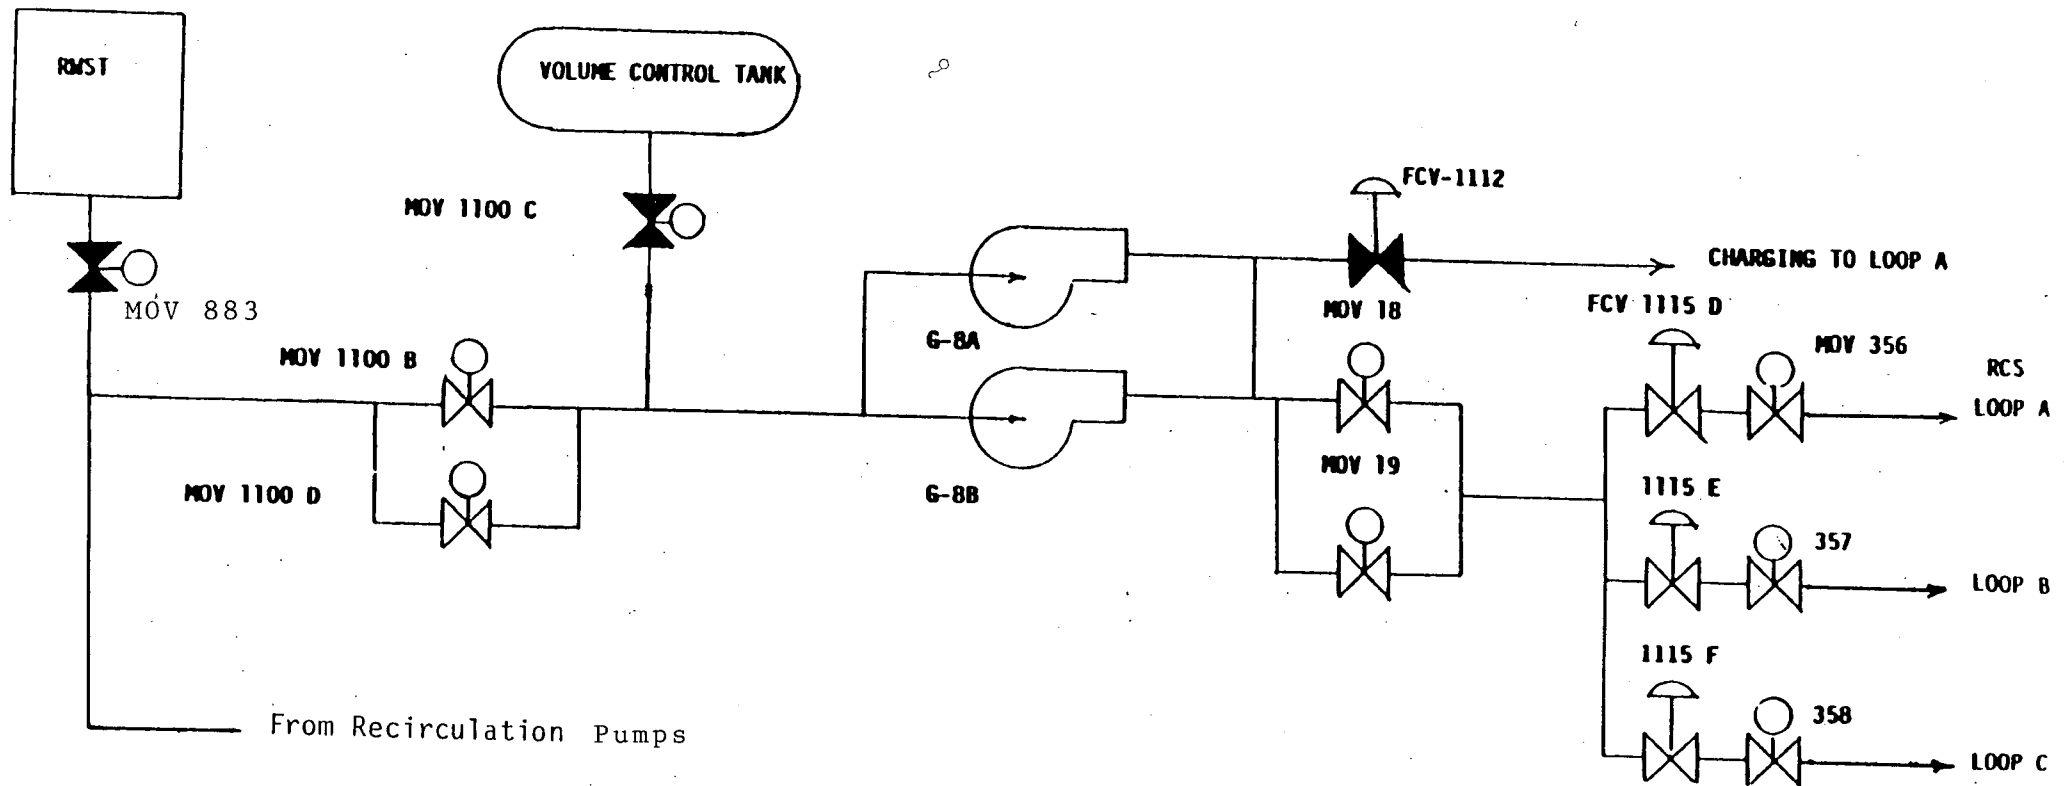 RWST
VOLUME CONTROL TANK
MOV 1100 C
FCV-1112
CHARGING TO LOOP A
MOV 883
MOV 18
FCV 1115 D
MOV 1100 B
G-8A
MOV 356
RCS
LOOP A
MOV 19
MOV 1100 D
G-8B
1115 E
357
LOOP B
1115 F
358
From Recirculation Pumps
LOOP C